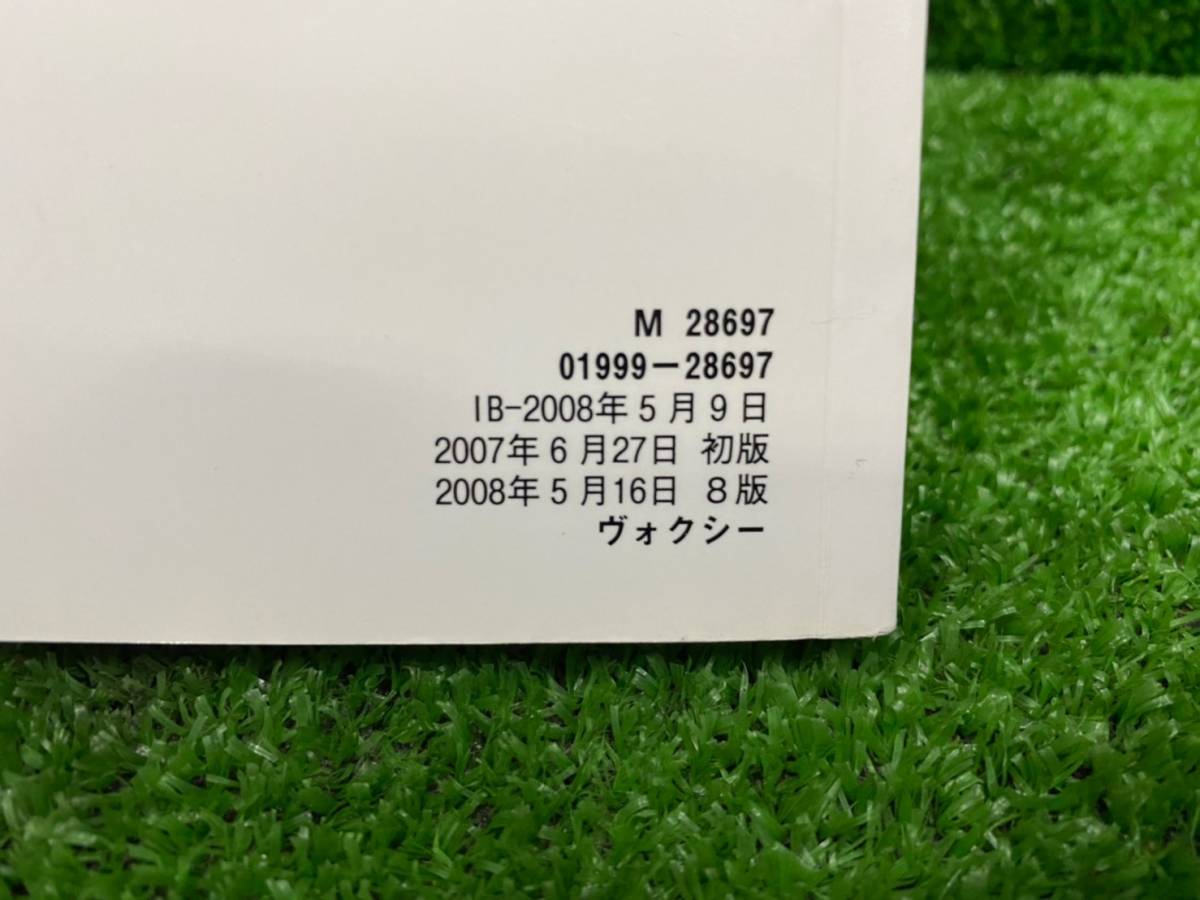 M 28697
01999-28697
IB-2008年5月9日
2007年6月27日 初版
2008年5月16日 8版
ヴォクシー